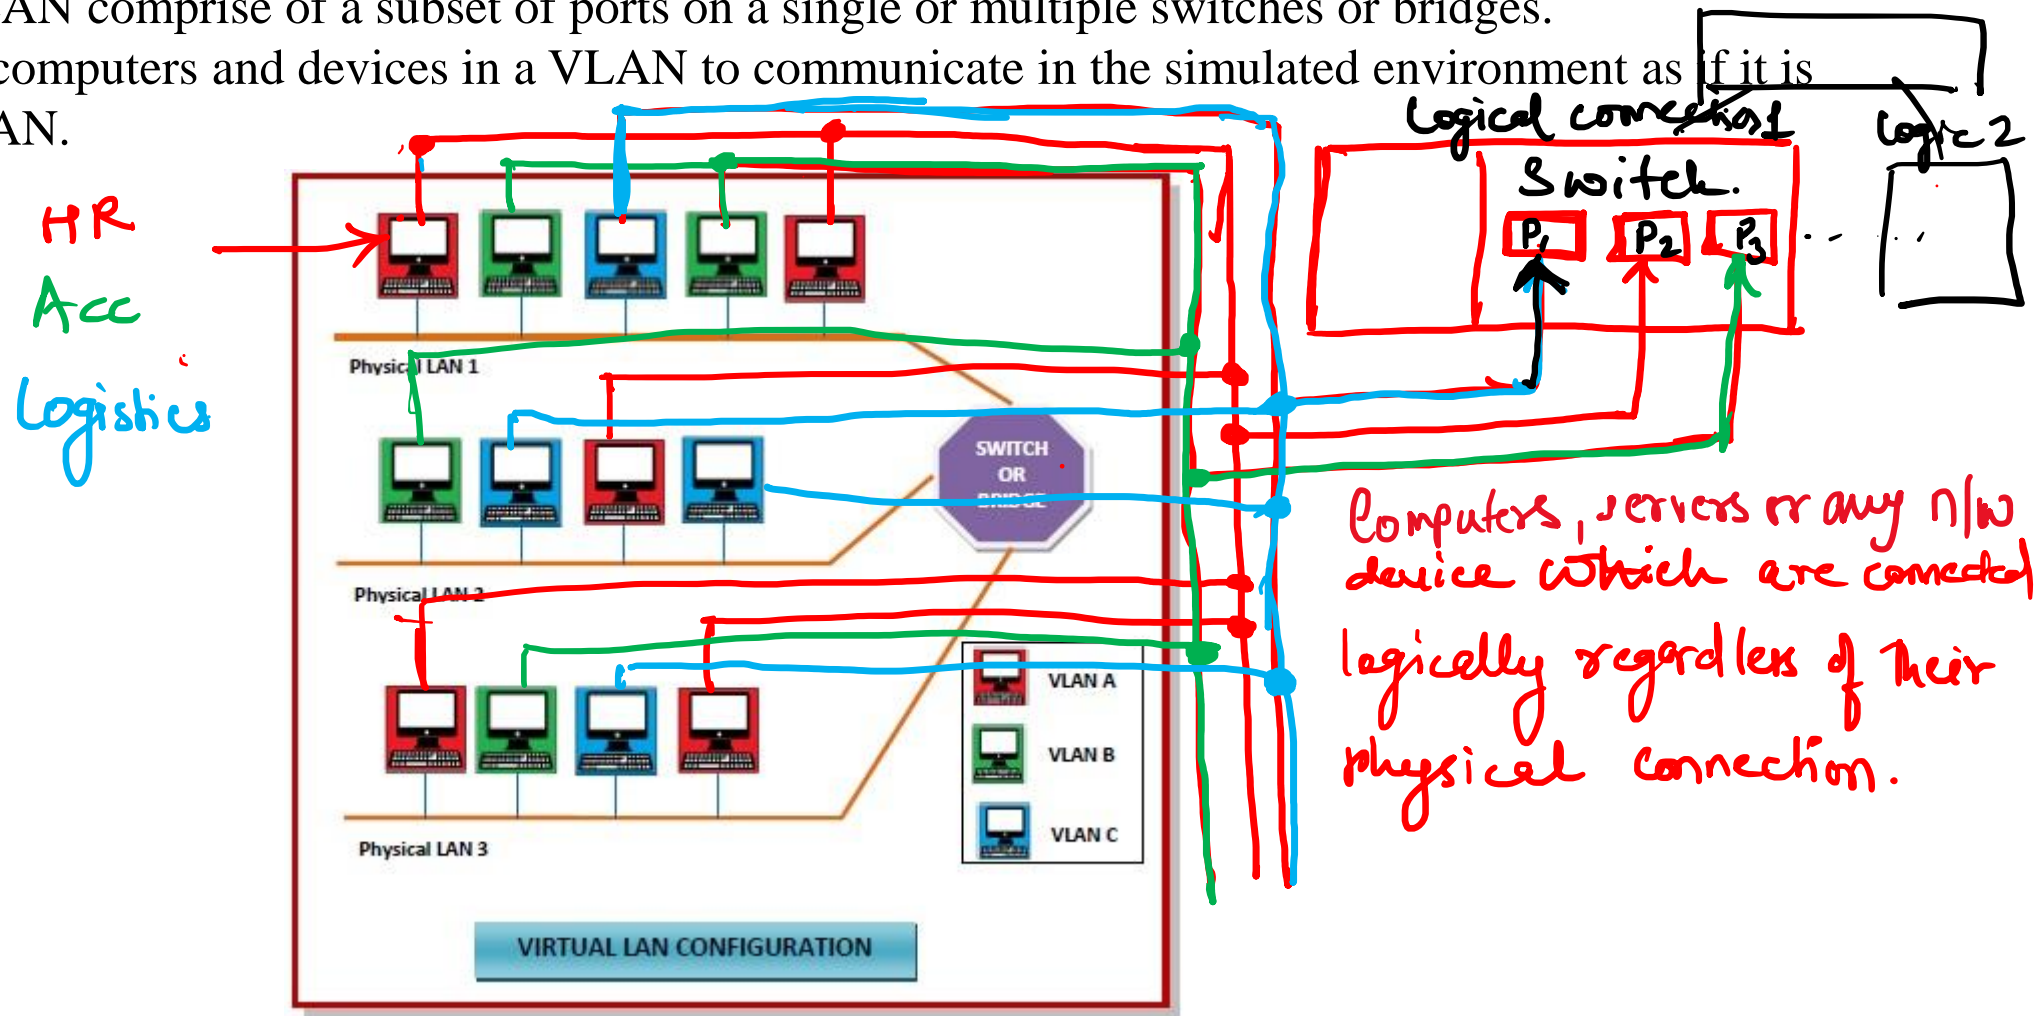 AN comprise of a subset of ports on a single or multiple switches or bridges.
computers and devices in a VLAN to communicate in the simulated environment as if it is
AN.
HR
Acc
Logistics
Logical connection 1
Logic 2
Switch.
P1 P2 P3
Physical LAN 1
SWITCH
OR
BRIDGE
Physical LAN 2
Computers, servers or any n/w
device which are connected
logically regardless of their
physical connection.
VLAN A
VLAN B
VLAN C
Physical LAN 3
VIRTUAL LAN CONFIGURATION